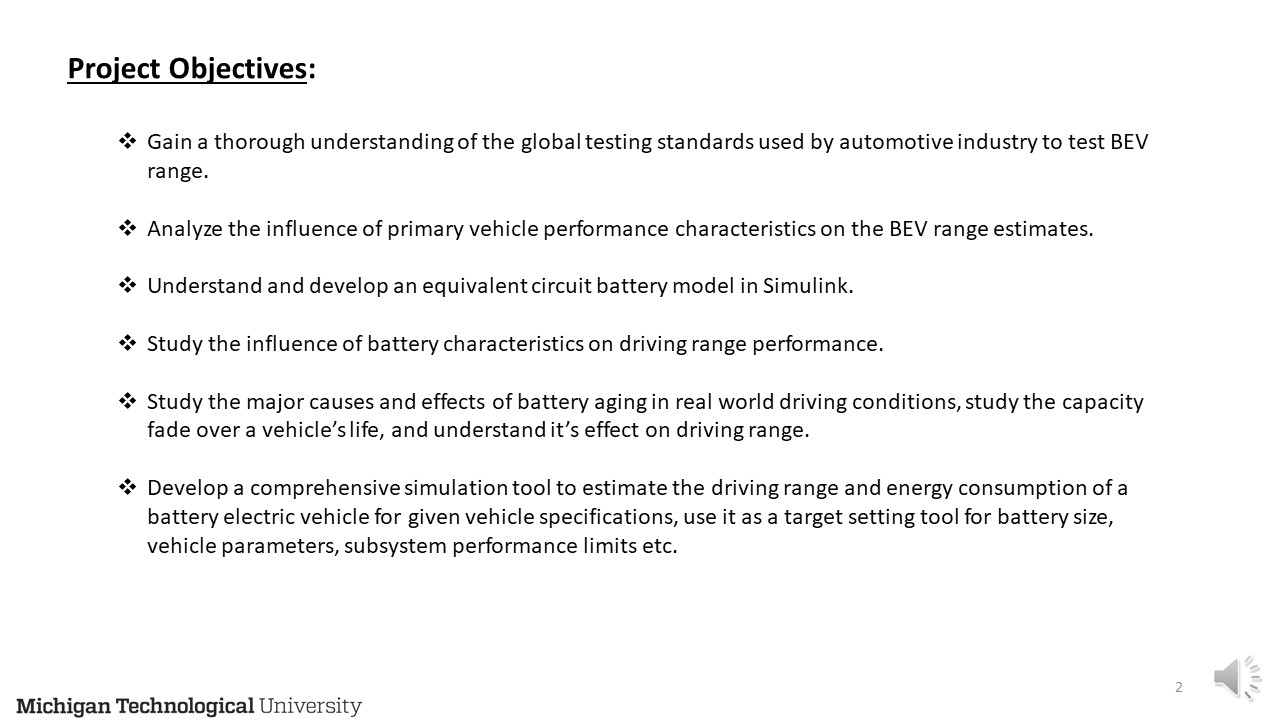 Project Objectives:
❖ Gain a thorough understanding of the global testing standards used by automotive industry to test BEV
range.
❖ Analyze the influence of primary vehicle performance characteristics on the BEV range estimates.
❖ Understand and develop an equivalent circuit battery model in Simulink.
❖ Study the influence of battery characteristics on driving range performance.
❖ Study the major causes and effects of battery aging in real world driving conditions, study the capacity
fade over a vehicle’s life, and understand it’s effect on driving range.
❖ Develop a comprehensive simulation tool to estimate the driving range and energy consumption of a
battery electric vehicle for given vehicle specifications, use it as a target setting tool for battery size,
vehicle parameters, subsystem performance limits etc.
2
Michigan Technological University